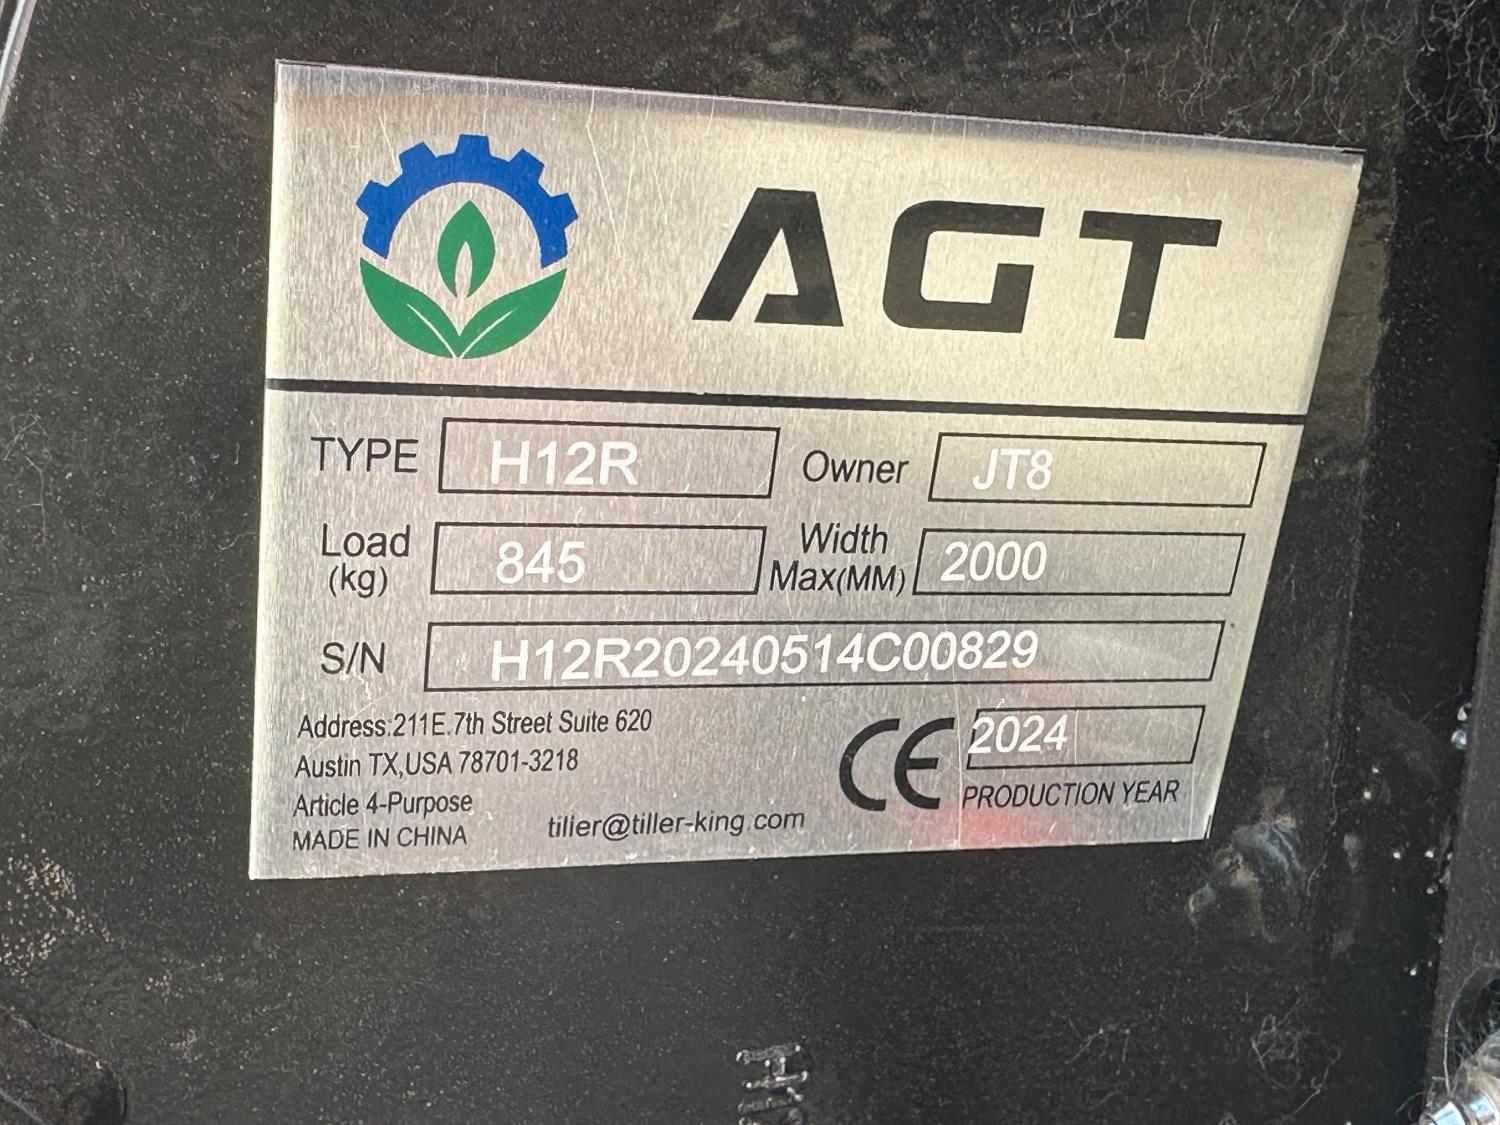 AGT
TYPE H12R Owner JT8
Load (kg) 845 Width Max(MM) 2000
S/N H12R20240514C00829
Address:211E.7th Street Suite 620
Austin TX,USA 78701-3218
Article 4-Purpose
MADE IN CHINA
tilier@tiller-king.com
CE 2024
PRODUCTION YEAR